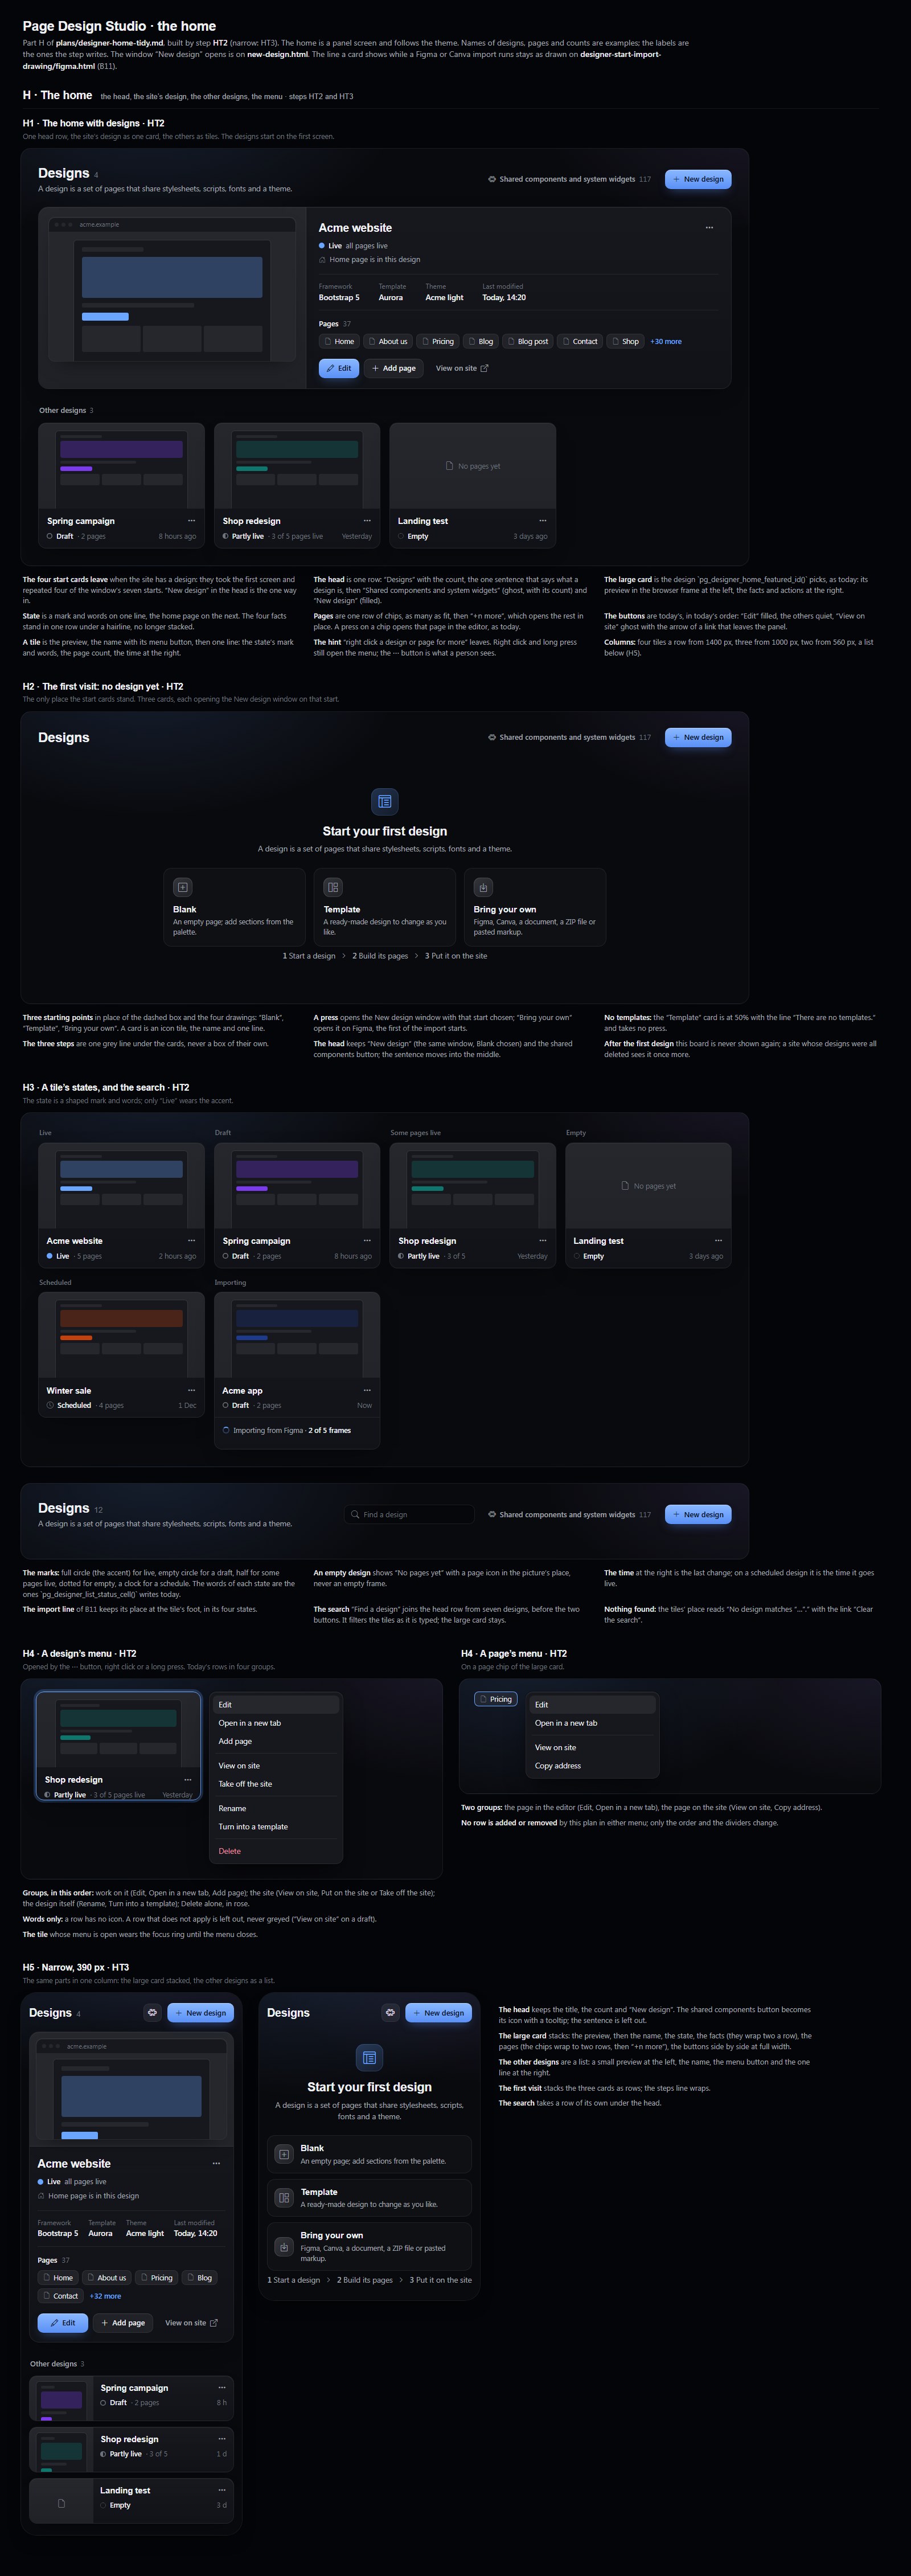 Page Design Studio · the home
Part H of plans/designer-home-tidy.md. built by step HT2 (narrow: HT3). The home is a panel screen and follows the theme. Names of designs, pages and counts are examples; the labels are
the ones the step writes. The window “New design” opens is on new-design.html. The line a card shows while a Figma or Canva import runs stays as drawn on designer-start-import-
drawing/figma.html (B11).
H · The home the head, the site's design, the other designs, the menu · steps HT2 and HT3
H1 · The home with designs · HT2
One head row, the site's design as one card, the others as tiles. The designs start on the first screen.
Designs 4
A design is a set of pages that share stylesheets, scripts, fonts and a theme.
Shared components and system widgets 117
+ New design
acme.example
Acme website
Live all pages live
Home page is in this design
Framework Template Theme Last modified
Bootstrap 5 Aurora Acme light Today, 14:20
Pages 37
Home About us Pricing Blog Blog post Contact Shop +30 more
Edit + Add page View on site
Other designs 3
No pages yet
Spring campaign
Draft · 2 pages 8 hours ago
Shop redesign
Partly live · 3 of 5 pages live Yesterday
Landing test
Empty 3 days ago
The four start cards leave when the site has a design: they took the first screen and
repeated four of the window's seven starts. “New design” in the head is the one way
in.
The head is one row: “Designs” with the count, the one sentence that says what a
design is, then “Shared components and system widgets” (ghost, with its count) and
“New design” (filled).
The large card is the design `pg_designer_home_featured_id()` picks, as today: its
preview in the browser frame at the left, the facts and actions at the right.
State is a mark and words on one line, the home page on the next. The four facts
stand in one row under a hairline, no longer stacked.
Pages are one row of chips, as many as fit, then “+n more”, which opens the rest in
place. A press on a chip opens that page in the editor, as today.
The buttons are today's, in today's order: “Edit” filled, the others quiet, “View on
site” ghost with the arrow of a link that leaves the panel.
A tile is the preview, the name with its menu button, then one line: the state's mark
and words, the page count, the time at the right.
The hint “right click a design or page for more” leaves. Right click and long press
still open the menu; the ··· button is what a person sees.
Columns: four tiles a row from 1400 px, three from 1000 px, two from 560 px, a list
below (H5).
H2 · The first visit: no design yet · HT2
The only place the start cards stand. Three cards, each opening the New design window on that start.
Designs
Shared components and system widgets 117
+ New design
Start your first design
A design is a set of pages that share stylesheets, scripts, fonts and a theme.
Blank
An empty page; add sections from the
palette.
Template
A ready-made design to change as you
like.
Bring your own
Figma, Canva, a document, a ZIP file or
pasted markup.
1 Start a design > 2 Build its pages > 3 Put it on the site
Three starting points in place of the dashed box and the four drawings: “Blank”,
“Template”, “Bring your own”. A card is an icon tile, the name and one line.
A press opens the New design window with that start chosen; “Bring your own”
opens it on Figma, the first of the import starts.
No templates: the “Template” card is at 50% with the line “There are no templates.”
and takes no press.
The three steps are one grey line under the cards, never a box of their own.
The head keeps “New design” (the same window, Blank chosen) and the shared
components button; the sentence moves into the middle.
After the first design this board is never shown again; a site whose designs were all
deleted sees it once more.
H3 · A tile's states, and the search · HT2
The state is a shaped mark and words; only “Live” wears the accent.
Live Draft Some pages live Empty
No pages yet
Acme website
Live · 5 pages 2 hours ago
Spring campaign
Draft · 2 pages 8 hours ago
Shop redesign
Partly live · 3 of 5 Yesterday
Landing test
Empty 3 days ago
Scheduled Importing
Winter sale
Scheduled · 4 pages 1 Dec
Acme app
Draft · 2 pages Now
Importing from Figma · 2 of 5 frames
Designs 12
A design is a set of pages that share stylesheets, scripts, fonts and a theme.
Find a design
Shared components and system widgets 117
+ New design
The marks: full circle (the accent) for live, empty circle for a draft, half for some
pages live, dotted for empty, a clock for a schedule. The words of each state are the
ones `pg_designer_list_status_cell()` writes today.
An empty design shows “No pages yet” with a page icon in the picture's place,
never an empty frame.
The time at the right is the last change; on a scheduled design it is the time it goes
live.
The import line of B11 keeps its place at the tile's foot, in its four states.
The search “Find a design” joins the head row from seven designs, before the two
buttons. It filters the tiles as it is typed; the large card stays.
Nothing found: the tiles' place reads “No design matches “…”.” with the link “Clear
the search”.
H4 · A design's menu · HT2
Opened by the ··· button, right click or a long press. Today's rows in four groups.
Shop redesign
Partly live · 3 of 5 pages live Yesterday
Edit
Open in a new tab
Add page
View on site
Take off the site
Rename
Turn into a template
Delete
Groups, in this order: work on it (Edit, Open in a new tab, Add page); the site (View on site, Put on the site or Take off the site);
the design itself (Rename, Turn into a template); Delete alone, in rose.
Words only: a row has no icon. A row that does not apply is left out, never greyed (“View on site” on a draft).
The tile whose menu is open wears the focus ring until the menu closes.
H4 · A page's menu · HT2
On a page chip of the large card.
Pricing
Edit
Open in a new tab
View on site
Copy address
Two groups: the page in the editor (Edit, Open in a new tab), the page on the site (View on site, Copy address).
No row is added or removed by this plan in either menu; only the order and the dividers change.
H5 · Narrow, 390 px · HT3
The same parts in one column: the large card stacked, the other designs as a list.
Designs 4
+ New design
acme.example
Acme website
Live all pages live
Home page is in this design
Framework Template Theme Last modified
Bootstrap 5 Aurora Acme light Today, 14:20
Pages 37
Home About us Pricing Blog
Contact +32 more
Edit + Add page View on site
Other designs 3
Spring campaign
Draft · 2 pages 8 h
Shop redesign
Partly live · 3 of 5 1 d
Landing test
Empty 3 d
Designs
+ New design
Start your first design
A design is a set of pages that share stylesheets, scripts,
fonts and a theme.
Blank
An empty page; add sections from the palette.
Template
A ready-made design to change as you like.
Bring your own
Figma, Canva, a document, a ZIP file or pasted
markup.
1 Start a design > 2 Build its pages > 3 Put it on the site
The head keeps the title, the count and “New design”. The shared components button becomes
its icon with a tooltip; the sentence is left out.
The large card stacks: the preview, then the name, the state, the facts (they wrap two a row), the
pages (the chips wrap to two rows, then “+n more”), the buttons side by side at full width.
The other designs are a list: a small preview at the left, the name, the menu button and the one
line at the right.
The first visit stacks the three cards as rows; the steps line wraps.
The search takes a row of its own under the head.